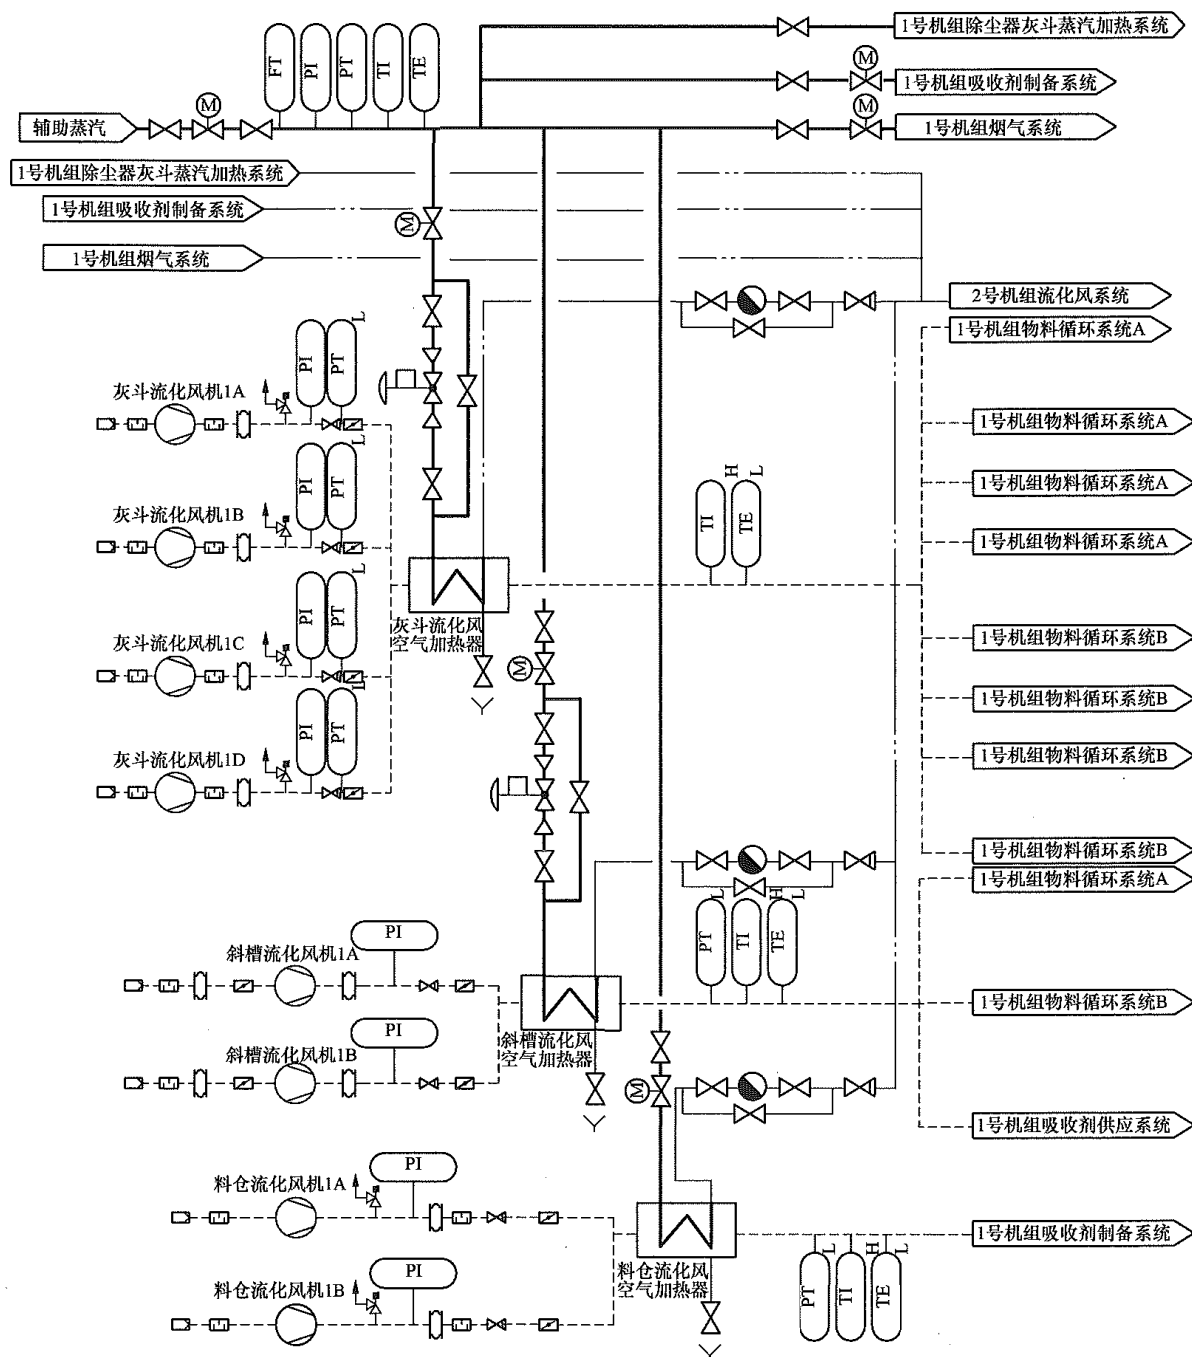 1号机组除尘器灰斗蒸汽加热系统
FT
PI
PT
TI
TE
M
1号机组吸收剂制备系统
M
M
辅助蒸汽
1号机组烟气系统
1号机组除尘器灰斗蒸汽加热系统
1号机组吸收剂制备系统
M
1号机组烟气系统
2号机组流化风系统
1号机组物料循环系统A
L
PI
PT
灰斗流化风机1A
1号机组物料循环系统A
L
PI
PT
H
L
1号机组物料循环系统A
灰斗流化风机1B
TI
TE
1号机组物料循环系统A
L
PI
PT
灰斗流化风机1C
灰斗流化风
空气加热器
1号机组物料循环系统B
M
L
PI
PT
1号机组物料循环系统B
灰斗流化风机1D
1号机组物料循环系统B
1号机组物料循环系统B
1号机组物料循环系统A
L
H
L
PT
TI
TE
PI
斜槽流化风机1A
1号机组物料循环系统B
PI
斜槽流化风机1B
斜槽流化风
空气加热器
M
1号机组吸收剂供应系统
PI
料仓流化风机1A
1号机组吸收剂制备系统
L
H
L
PI
料仓流化风机1B
料仓流化风
空气加热器
PT
TI
TE